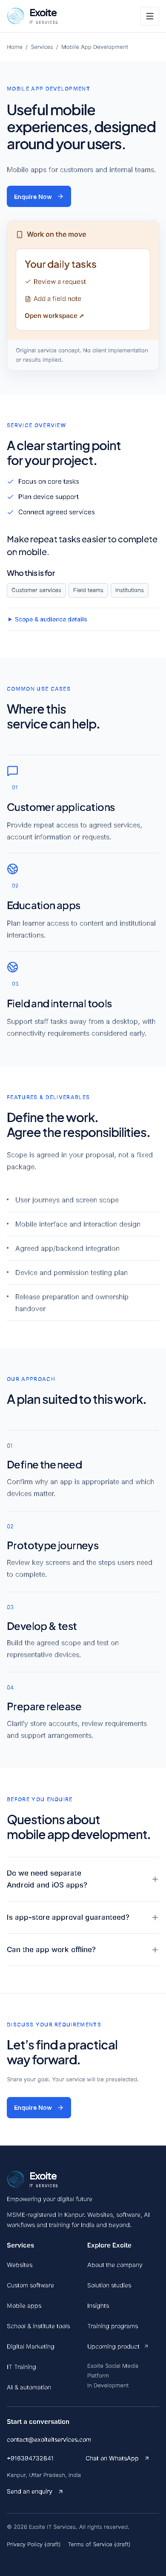 Exoite
IT SERVICES
Home / Services / Mobile App Development
MOBILE APP DEVELOPMENT
Useful mobile
experiences, designed
around your users.
Mobile apps for customers and internal teams.
Enquire Now →
Work on the move
Your daily tasks
Review a request
Add a field note
Open workspace ↗
Original service concept. No client implementation
or results implied.
SERVICE OVERVIEW
A clear starting point
for your project.
Focus on core tasks
Plan device support
Connect agreed services
Make repeat tasks easier to complete
on mobile.
Who this is for
Customer services Field teams Institutions
Scope & audience details
COMMON USE CASES
Where this
service can help.
01
Customer applications
Provide repeat access to agreed services,
account information or requests.
02
Education apps
Plan learner access to content and institutional
interactions.
03
Field and internal tools
Support staff tasks away from a desktop, with
connectivity requirements considered early.
FEATURES & DELIVERABLES
Define the work.
Agree the responsibilities.
Scope is agreed in your proposal, not a fixed
package.
User journeys and screen scope
Mobile interface and interaction design
Agreed app/backend integration
Device and permission testing plan
Release preparation and ownership
handover
OUR APPROACH
A plan suited to this work.
01
Define the need
Confirm why an app is appropriate and which
devices matter.
02
Prototype journeys
Review key screens and the steps users need
to complete.
03
Develop & test
Build the agreed scope and test on
representative devices.
04
Prepare release
Clarify store accounts, review requirements
and support arrangements.
BEFORE YOU ENQUIRE
Questions about
mobile app development.
Do we need separate
Android and iOS apps?
Is app-store approval guaranteed?
Can the app work offline?
DISCUSS YOUR REQUIREMENTS
Let's find a practical
way forward.
Share your goal. Your service will be preselected.
Enquire Now →
Exoite
IT SERVICES
Empowering your digital future
MSME-registered in Kanpur. Websites, software, AI
workflows and training for India and beyond.
Services Explore Exoite
Websites About the company
Custom software Solution studies
Mobile apps Insights
School & institute tools Training programs
Digital Marketing Upcoming product ↗
IT Training Exoite Social Media
Platform
In Development
AI & automation
Start a conversation
contact@exoiteitservices.com
+916394732841 Chat on WhatsApp ↗
Kanpur, Uttar Pradesh, India
Send an enquiry ↗
© 2026 Exoite IT Services. All rights reserved.
Privacy Policy (draft) Terms of Service (draft)